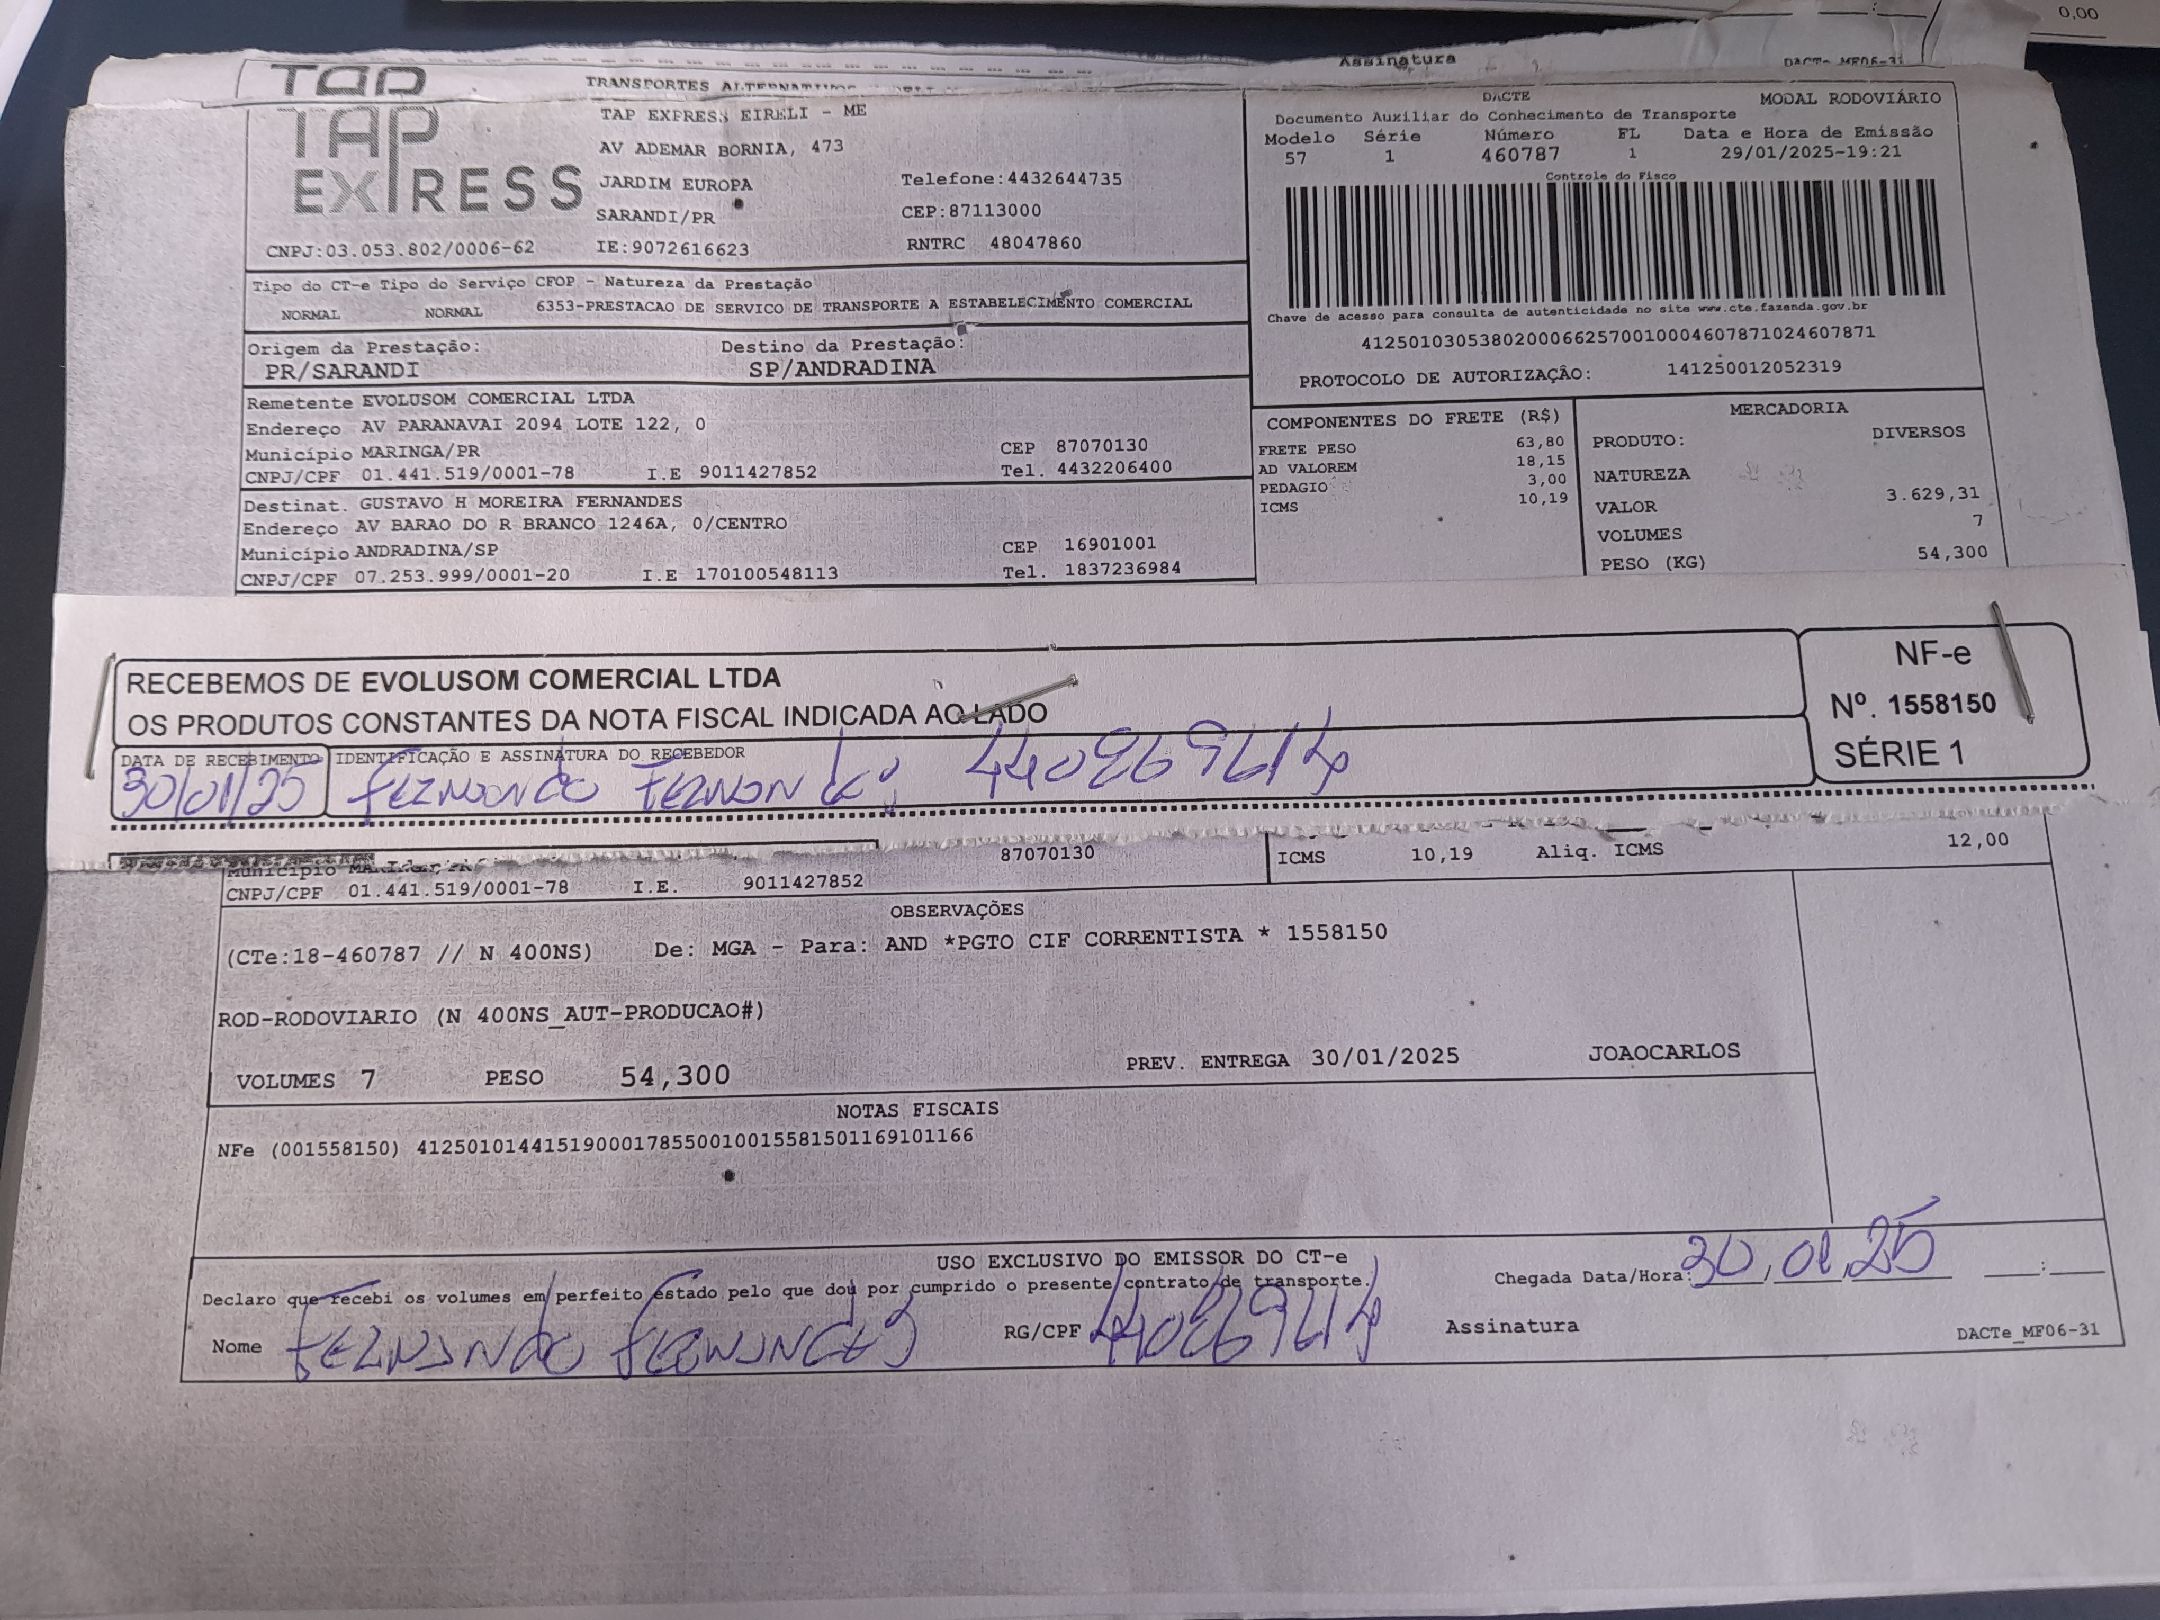 0,00
Assinatura
DACTe MF06-31
TAP
TRANSPORTES
TAP EXPRESS
TAP EXPRESS EIRELI - ME
AV ADEMAR BORNIA, 473
JARDIM EUROPA
Telefone:4432644735
SARANDI/PR
CEP:87113000
CNPJ:03.053.802/0006-62
IE:9072616623
RNTRC 48047860
DACTE
MODAL RODOVIÁRIO
Documento Auxiliar do Conhecimento de Transporte
Modelo Série Número FL Data e Hora de Emissão
57 1 460787 1 29/01/2025-19:21
Controle do Fisco
Chave de acesso para consulta de autenticidade no site www.cte.fazenda.gov.br
41250103053802000662570010004607871024607871
PROTOCOLO DE AUTORIZAÇÃO: 141250012052319
Tipo do CT-e Tipo do Serviço CFOP - Natureza da Prestação
NORMAL NORMAL 6353-PRESTACAO DE SERVICO DE TRANSPORTE A ESTABELECIMENTO COMERCIAL
Origem da Prestação: Destino da Prestação:
PR/SARANDI SP/ANDRADINA
Remetente EVOLUSOM COMERCIAL LTDA
Endereço AV PARANAVAI 2094 LOTE 122, 0
Município MARINGA/PR CEP 87070130
CNPJ/CPF 01.441.519/0001-78 I.E 9011427852 Tel. 4432206400
Destinat. GUSTAVO H MOREIRA FERNANDES
Endereço AV BARAO DO R BRANCO 1246A, 0/CENTRO
Município ANDRADINA/SP CEP 16901001
CNPJ/CPF 07.253.999/0001-20 I.E 170100548113 Tel. 1837236984
COMPONENTES DO FRETE (R$)
FRETE PESO 63,80
AD VALOREM 18,15
PEDAGIO 3,00
ICMS 10,19
MERCADORIA
PRODUTO: DIVERSOS
NATUREZA
VALOR 3.629,31
VOLUMES 7
PESO (KG) 54,300
RECEBEMOS DE EVOLUSOM COMERCIAL LTDA
OS PRODUTOS CONSTANTES DA NOTA FISCAL INDICADA AO LADO
DATA DE RECEBIMENTO IDENTIFICAÇÃO E ASSINATURA DO RECEBEDOR
30/01/25 Fernando Fernandes
NF-e
Nº. 1558150
SÉRIE 1
Município
87070130
ICMS 10,19 Aliq. ICMS 12,00
CNPJ/CPF 01.441.519/0001-78 I.E. 9011427852
OBSERVAÇÕES
(CTe:18-460787 // N 400NS) De: MGA - Para: AND *PGTO CIF CORRENTISTA * 1558150
ROD-RODOVIARIO (N 400NS_AUT-PRODUCAO#)
VOLUMES 7 PESO 54,300 PREV. ENTREGA 30/01/2025 JOAOCARLOS
NOTAS FISCAIS
NFe (001558150) 41250101441519000178550010015581501169101166
USO EXCLUSIVO DO EMISSOR DO CT-e
Declaro que recebi os volumes em perfeito estado pelo que dou por cumprido o presente contrato de transporte.
Chegada Data/Hora: 30/01/25 :
Nome Fernando Fernandes RG/CPF Assinatura
DACTe_MF06-31